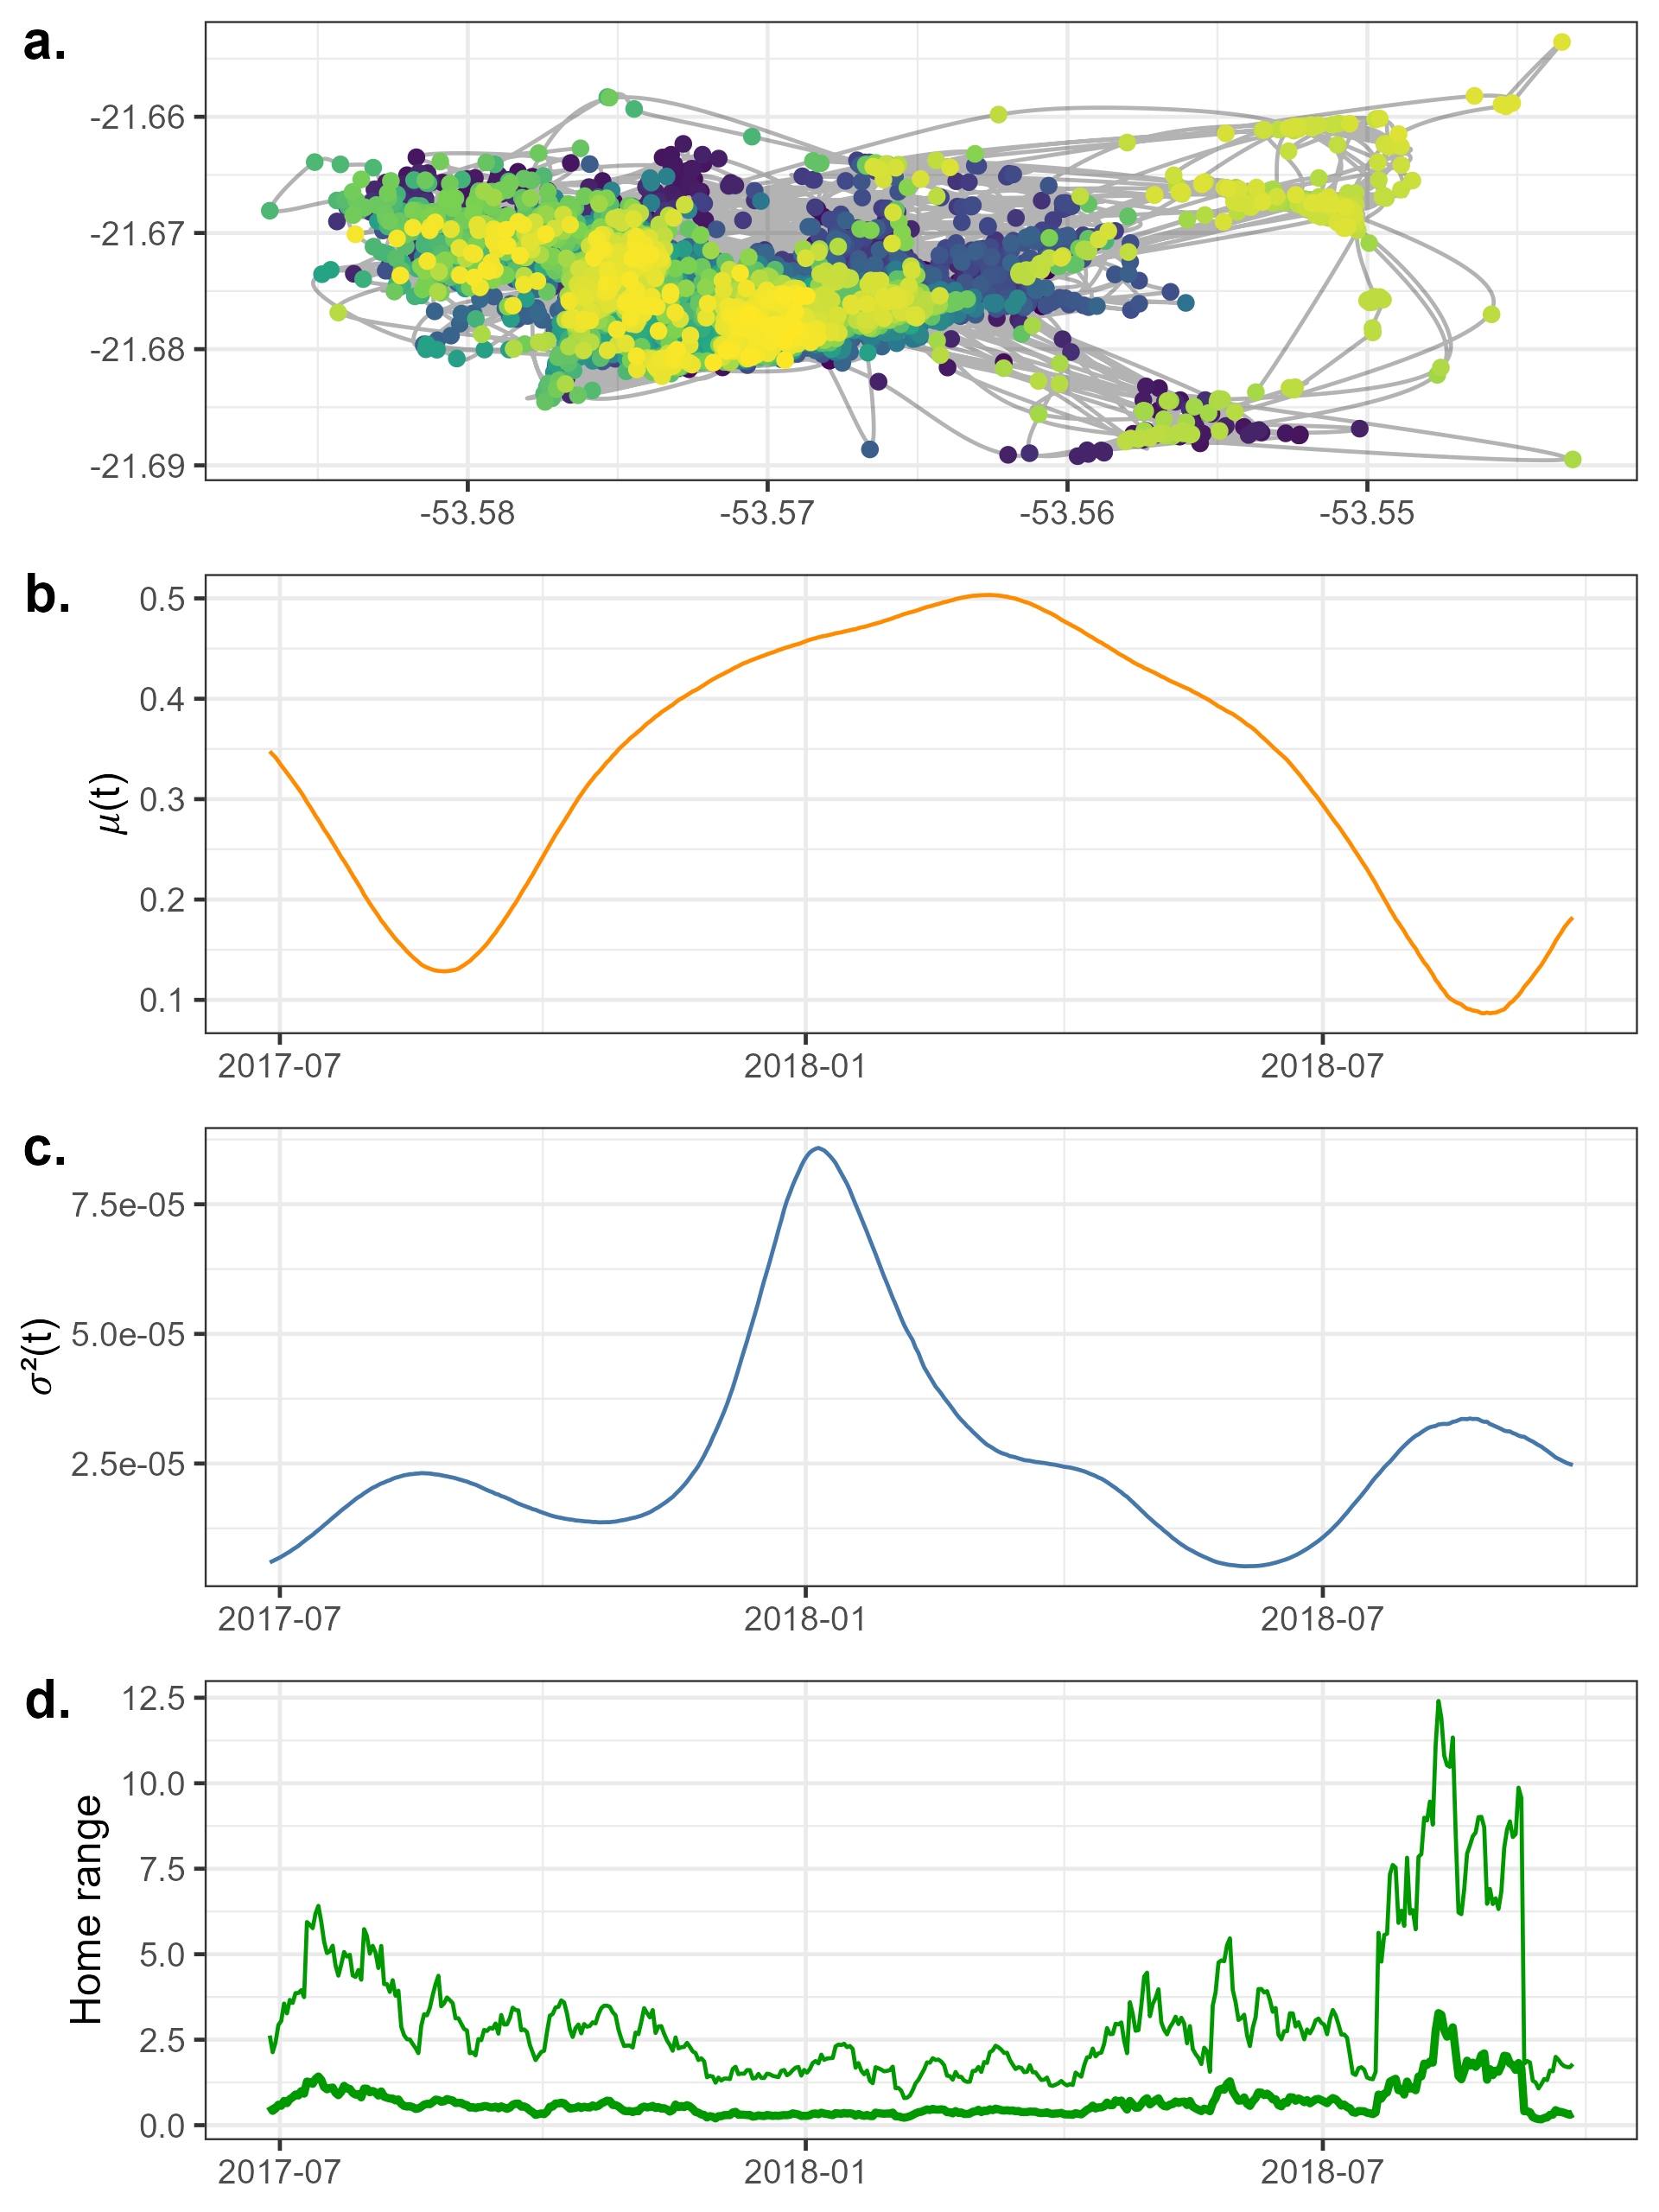 a.
-21.66
-21.67
-21.68
-21.69
-53.58 -53.57 -53.56 -53.55
b.
μ(t)
0.5
0.4
0.3
0.2
0.1
2017-07 2018-01 2018-07
c.
σ²(t)
7.5e-05
5.0e-05
2.5e-05
2017-07 2018-01 2018-07
d.
Home range
12.5
10.0
7.5
5.0
2.5
0.0
2017-07 2018-01 2018-07